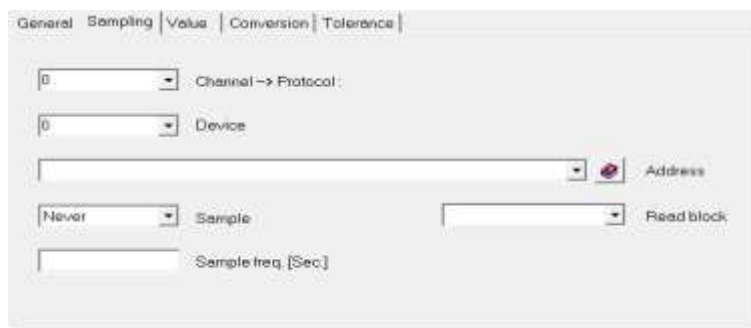 General Sampling Value Conversion Tolerance
0 Channel --> Protocol :
0 Device
Address
Never Sample Read block
Sample freq. [Sec.]